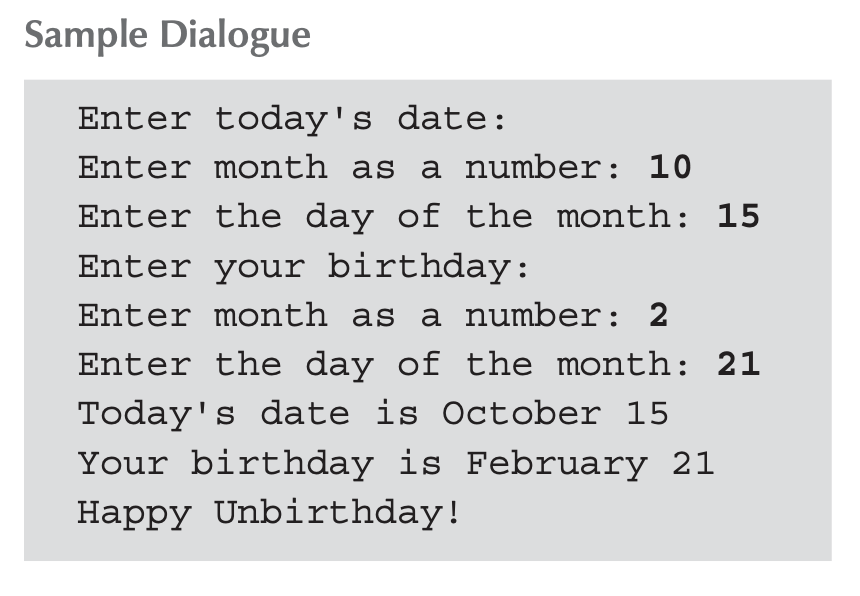 Sample Dialogue
Enter today's date:
Enter month as a number: 10
Enter the day of the month: 15
Enter your birthday:
Enter month as a number: 2
Enter the day of the month: 21
Today's date is October 15
Your birthday is February 21
Happy Unbirthday!